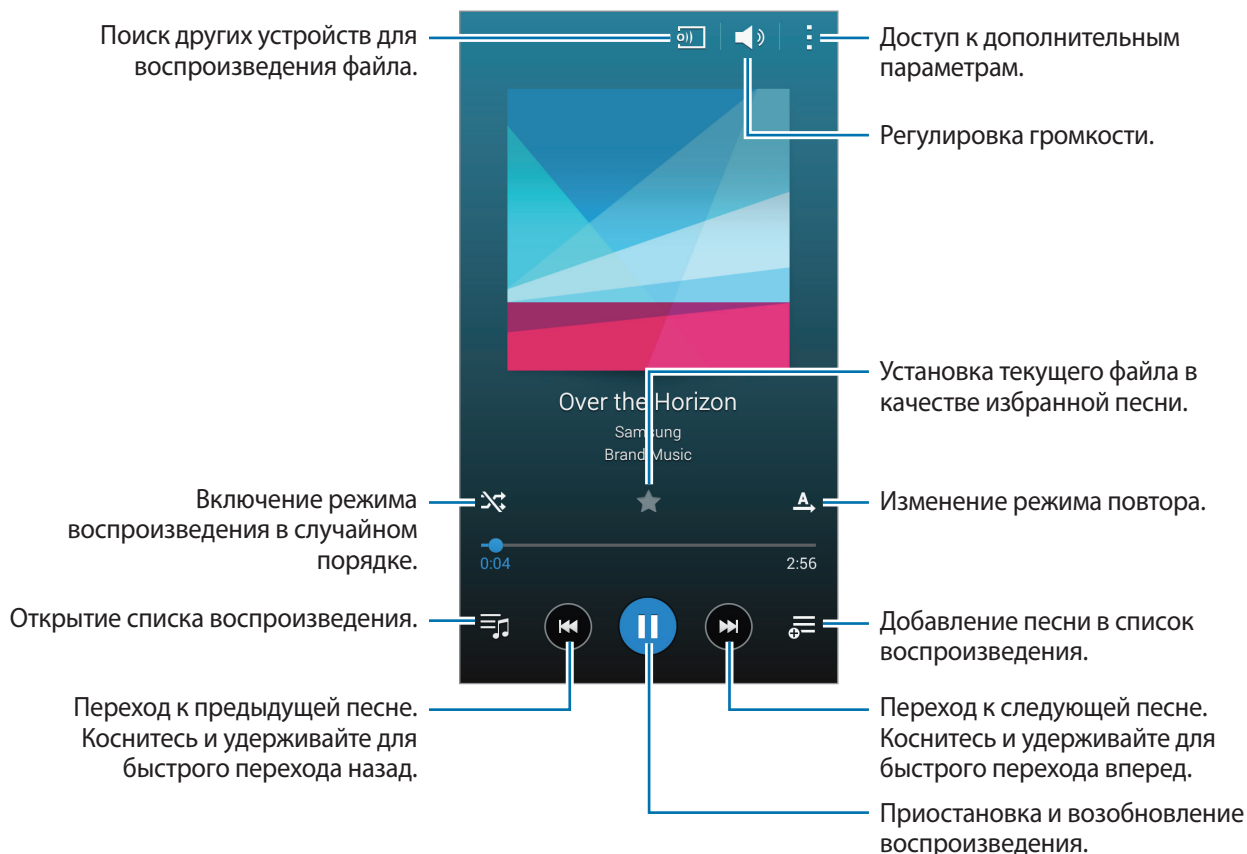 Поиск других устройств для
воспроизведения файла.
Доступ к дополнительным
параметрам.
Регулировка громкости.
Установка текущего файла в
качестве избранной песни.
Over the Horizon
Samsung
Brand Music
Включение режима
воспроизведения в случайном
порядке.
A
Изменение режима повтора.
0:04
2:56
Открытие списка воспроизведения.
Добавление песни в список
воспроизведения.
Переход к предыдущей песне.
Коснитесь и удерживайте для
быстрого перехода назад.
Переход к следующей песне.
Коснитесь и удерживайте для
быстрого перехода вперед.
Приостановка и возобновление
воспроизведения.